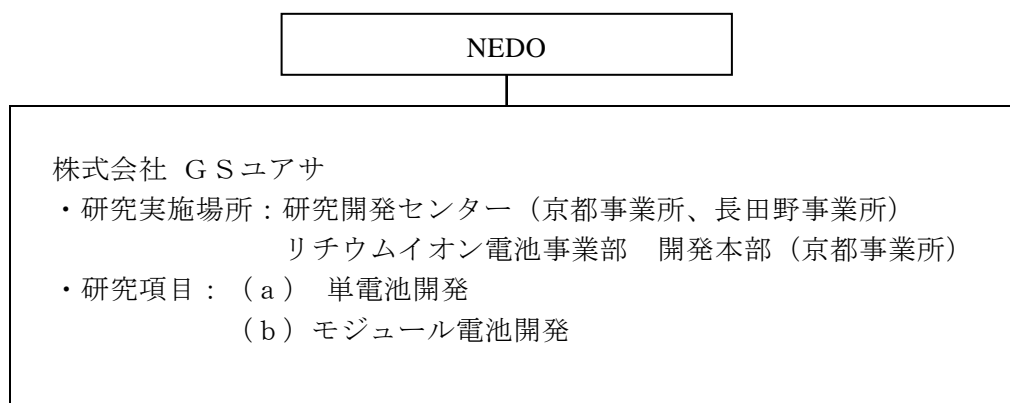 NEDO
株式会社 ＧＳユアサ
・研究実施場所：研究開発センター（京都事業所、長田野事業所）
リチウムイオン電池事業部　開発本部（京都事業所）
・研究項目：（ａ）　単電池開発
（ｂ）モジュール電池開発